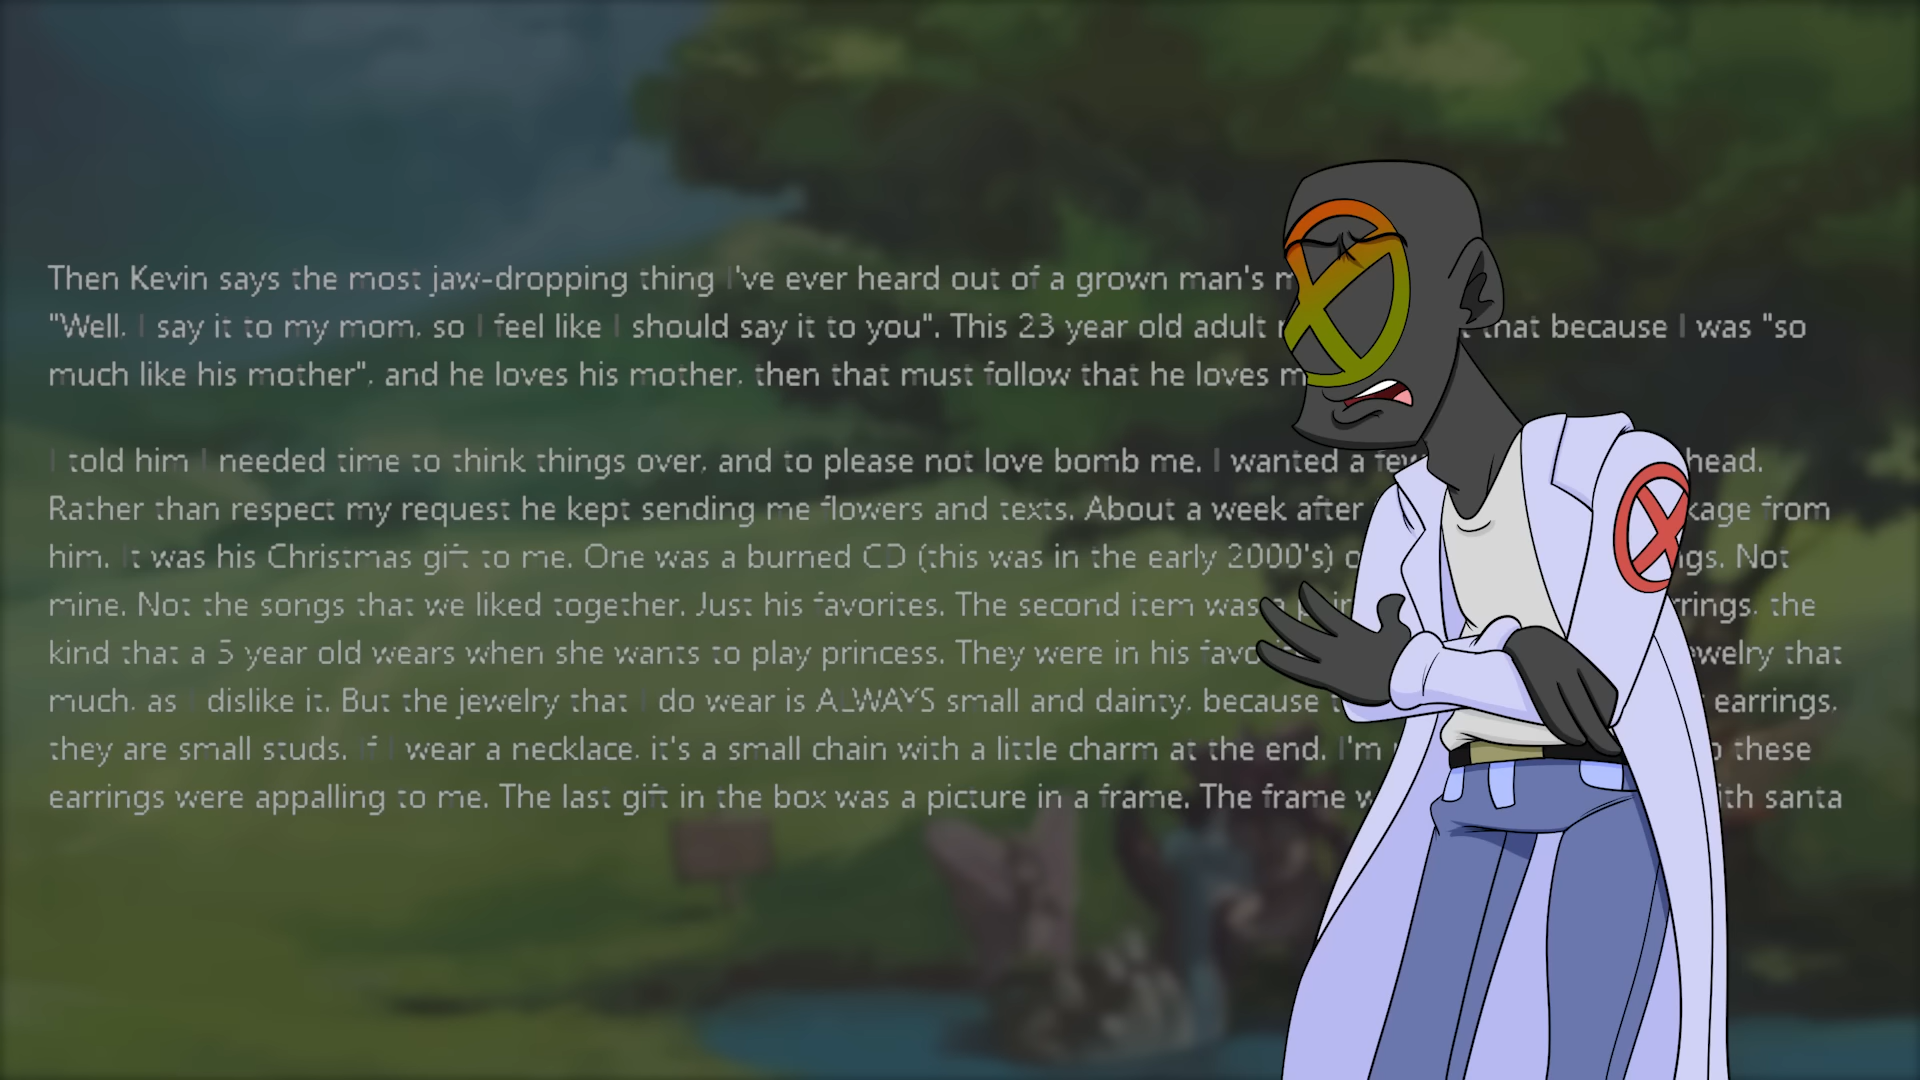 Then Kevin says the most jaw-dropping thing I've ever heard out of a grown man's
"Well, I say it to my mom, so I feel like I should say it to you". This 23 year old adult that because I was "so
much like his mother", and he loves his mother, then that must follow that he loves
I told him I needed time to think things over, and to please not love bomb me. I wanted a few head.
Rather than respect my request he kept sending me flowers and texts. About a week after from
him. It was his Christmas gift to me. One was a burned CD (this was in the early 2000's) Not
mine. Not the songs that we liked together. Just his favorites. The second item was a the
kind that a 5 year old wears when she wants to play princess. They were in his that
much, as I dislike it. But the jewelry that I do wear is ALWAYS small and dainty, because earrings,
they are small studs. If I wear a necklace, it's a small chain with a little charm at the end. I'm these
earrings were appalling to me. The last gift in the box was a picture in a frame. The frame santa